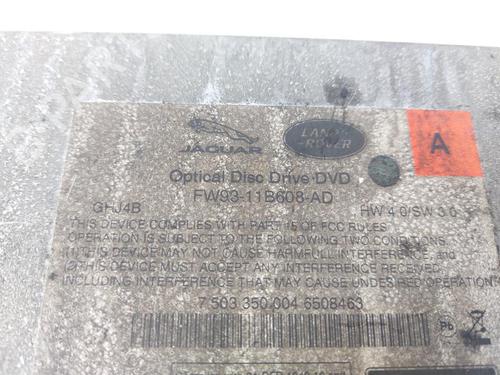 JAGUAR
LAND-
-ROVER
A
Optical Disc Drive DVD
FW93-11B608-AD
GHJ4B
HW 4.0/SW 3.0
THIS DEVICE COMPLIES WITH PART 15 OF FCC RULES
OPERATION IS SUBJECT TO THE FOLLOWING TWO CONDITIONS.
(1) THIS DEVICE MAY NOT CAUSE HARMFULL INTERFERENCE, and
(2) THIS DEVICE MUST ACCEPT ANY INTERFERENCE RECEIVED,
INCLUDING INTERFERENCE THAT MAY CAUSE UNDESIRED OPERATION
7 503 350 004 6508463
Pb